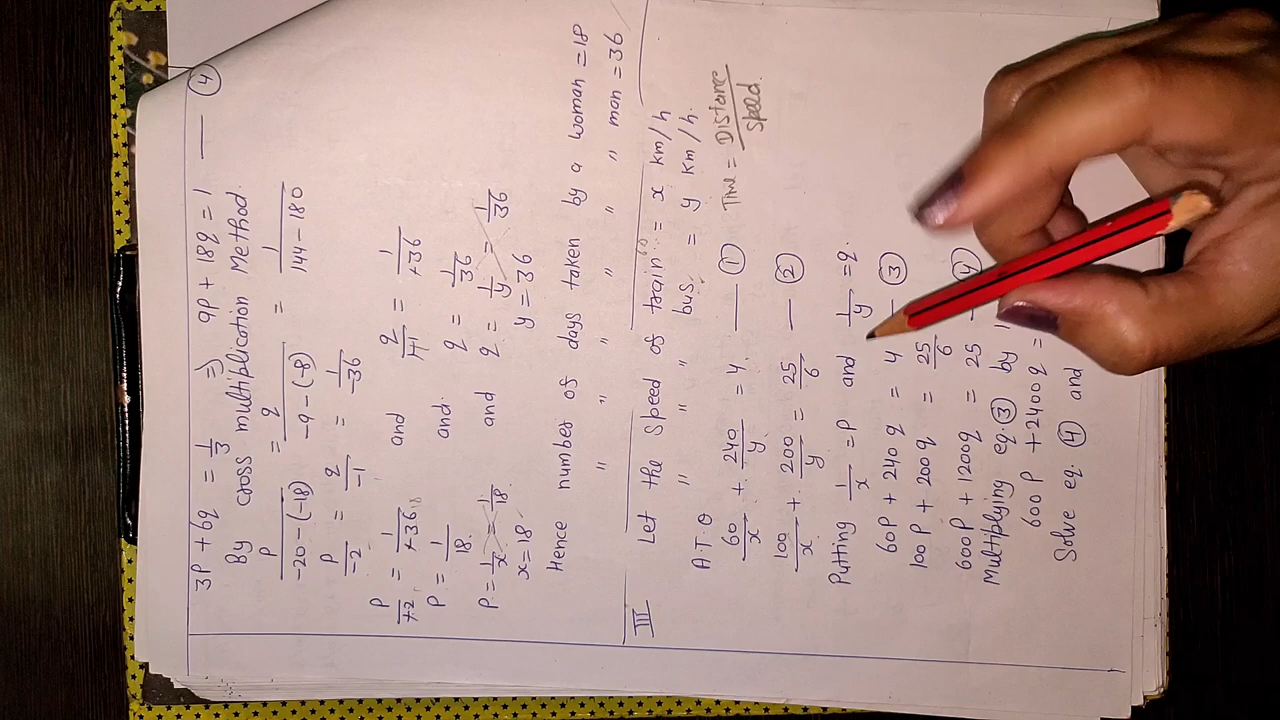 3P + 6q = 1/3 => 9P + 18q = 1 — (4)
By cross multiplication Method.
P/-20-(-18) = q/-9-(-8) = 1/144-180
P/-2 = q/-1 = 1/-36
P/+2 = 1/+36 and q/+1 = 1/+36
P = 1/18. and. q = 1/36
P = 1/x = 1/18. and q = 1/y = 1/36
x = 18 y = 36
Hence number of days taken by a woman = 18
" " " " " " man = 36
III Let the speed of train = x km/h
" " " bus = y km/h.
A.T.Q
60/x + 240/y = 4. — (1) Time = Distance/Speed.
100/x + 200/y = 25/6 — (2)
Putting 1/x = P and 1/y = q.
60P + 240q = 4 — (3)
100P + 200q = 25/6
600P + 1200q = 25 — (4)
Multiplying eq. (3) by 1
600P + 2400q =
Solve eq. (4) and